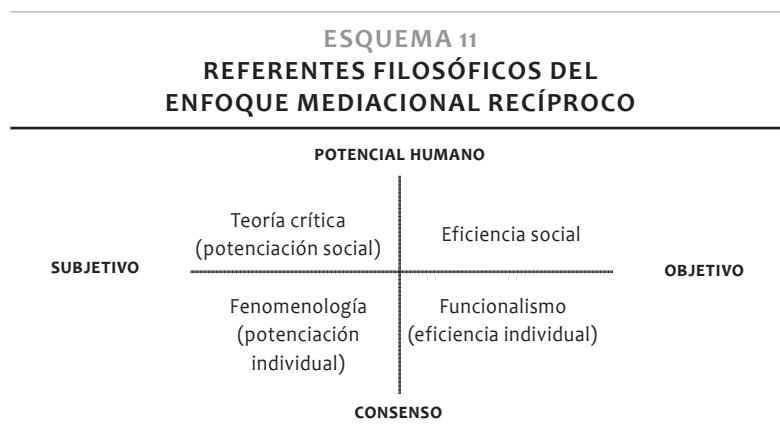 ESQUEMA 11
REFERENTES FILOSÓFICOS DEL
ENFOQUE MEDIACIONAL RECÍPROCO
POTENCIAL HUMANO
Teoría crítica
(potenciación social)
Eficiencia social
SUBJETIVO
OBJETIVO
Fenomenología
(potenciación
individual)
Funcionalismo
(eficiencia individual)
CONSENSO